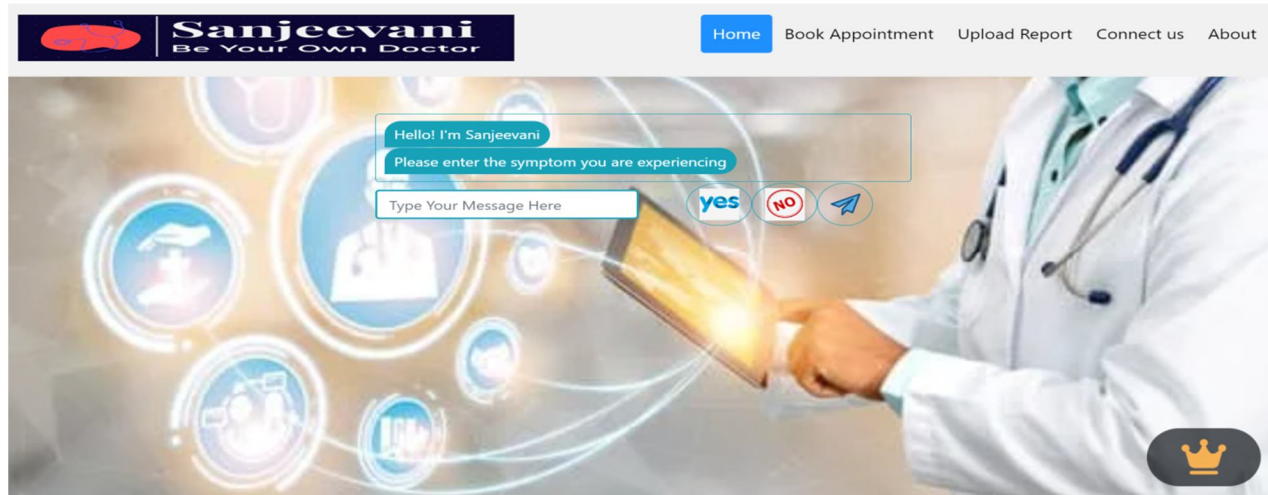 Sanjeevani
Be Your Own Doctor
Home Book Appointment Upload Report Connect us About
Hello! I'm Sanjeevani
Please enter the symptom you are experiencing
Type Your Message Here
yes NO